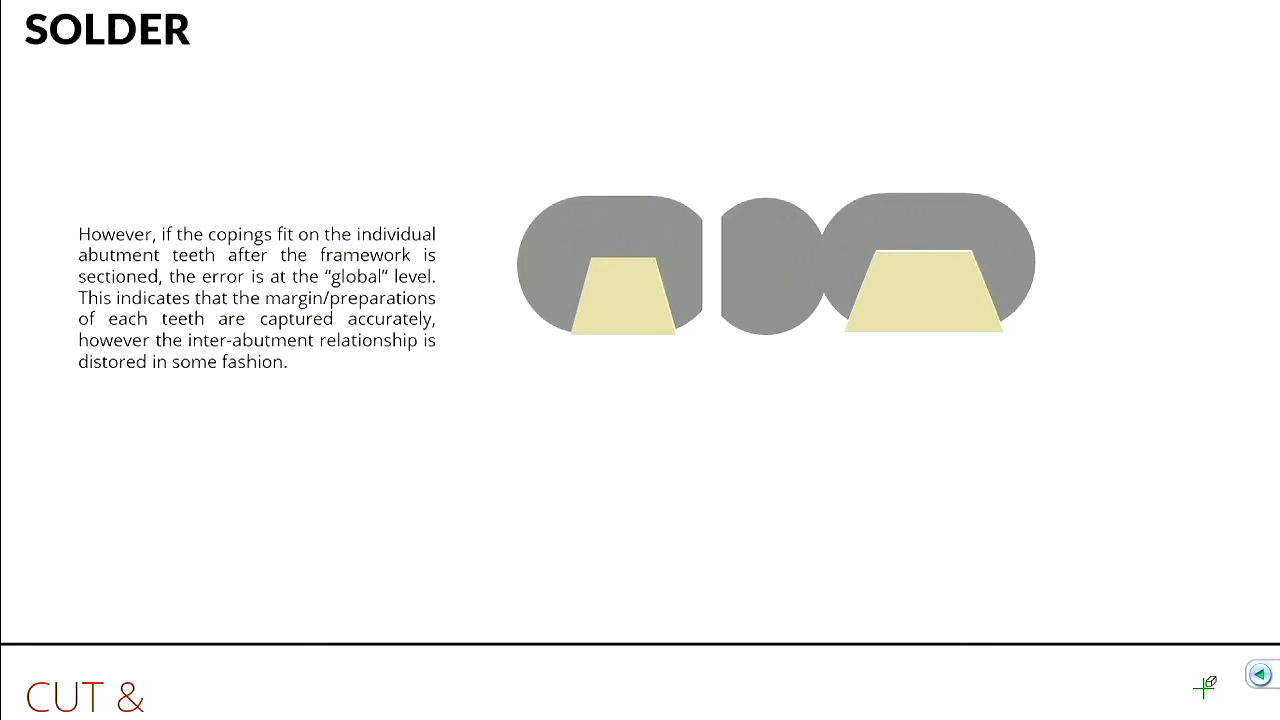 SOLDER
However, if the copings fit on the individual
abutment teeth after the framework is
sectioned, the error is at the “global” level.
This indicates that the margin/preparations
of each teeth are captured accurately,
however the inter-abutment relationship is
distored in some fashion.
CUT &